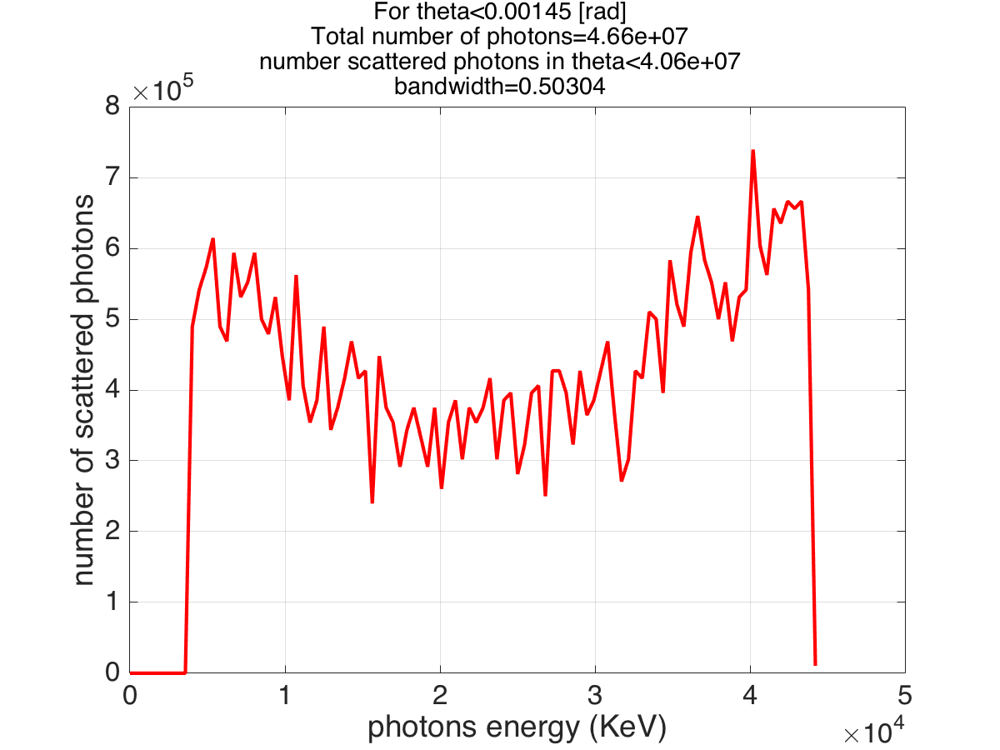 For theta<0.00145 [rad]
Total number of photons=4.66e+07
number scattered photons in theta<4.06e+07
bandwidth=0.50304
×10^5
8
7
6
5
4
3
2
1
0
number of scattered photons
0 1 2 3 4 5
photons energy (KeV)
×10^4